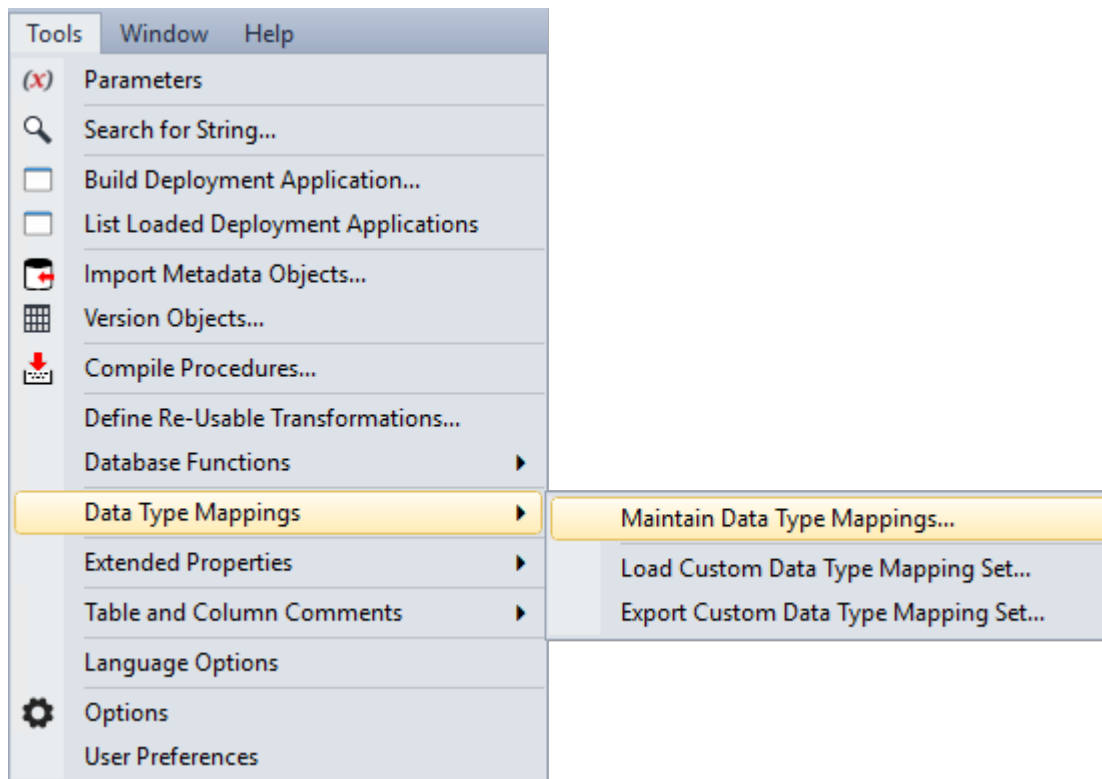 Tools Window Help
(x) Parameters
Search for String...
Build Deployment Application...
List Loaded Deployment Applications
Import Metadata Objects...
Version Objects...
Compile Procedures...
Define Re-Usable Transformations...
Database Functions
Data Type Mappings
Maintain Data Type Mappings...
Load Custom Data Type Mapping Set...
Export Custom Data Type Mapping Set...
Extended Properties
Table and Column Comments
Language Options
Options
User Preferences